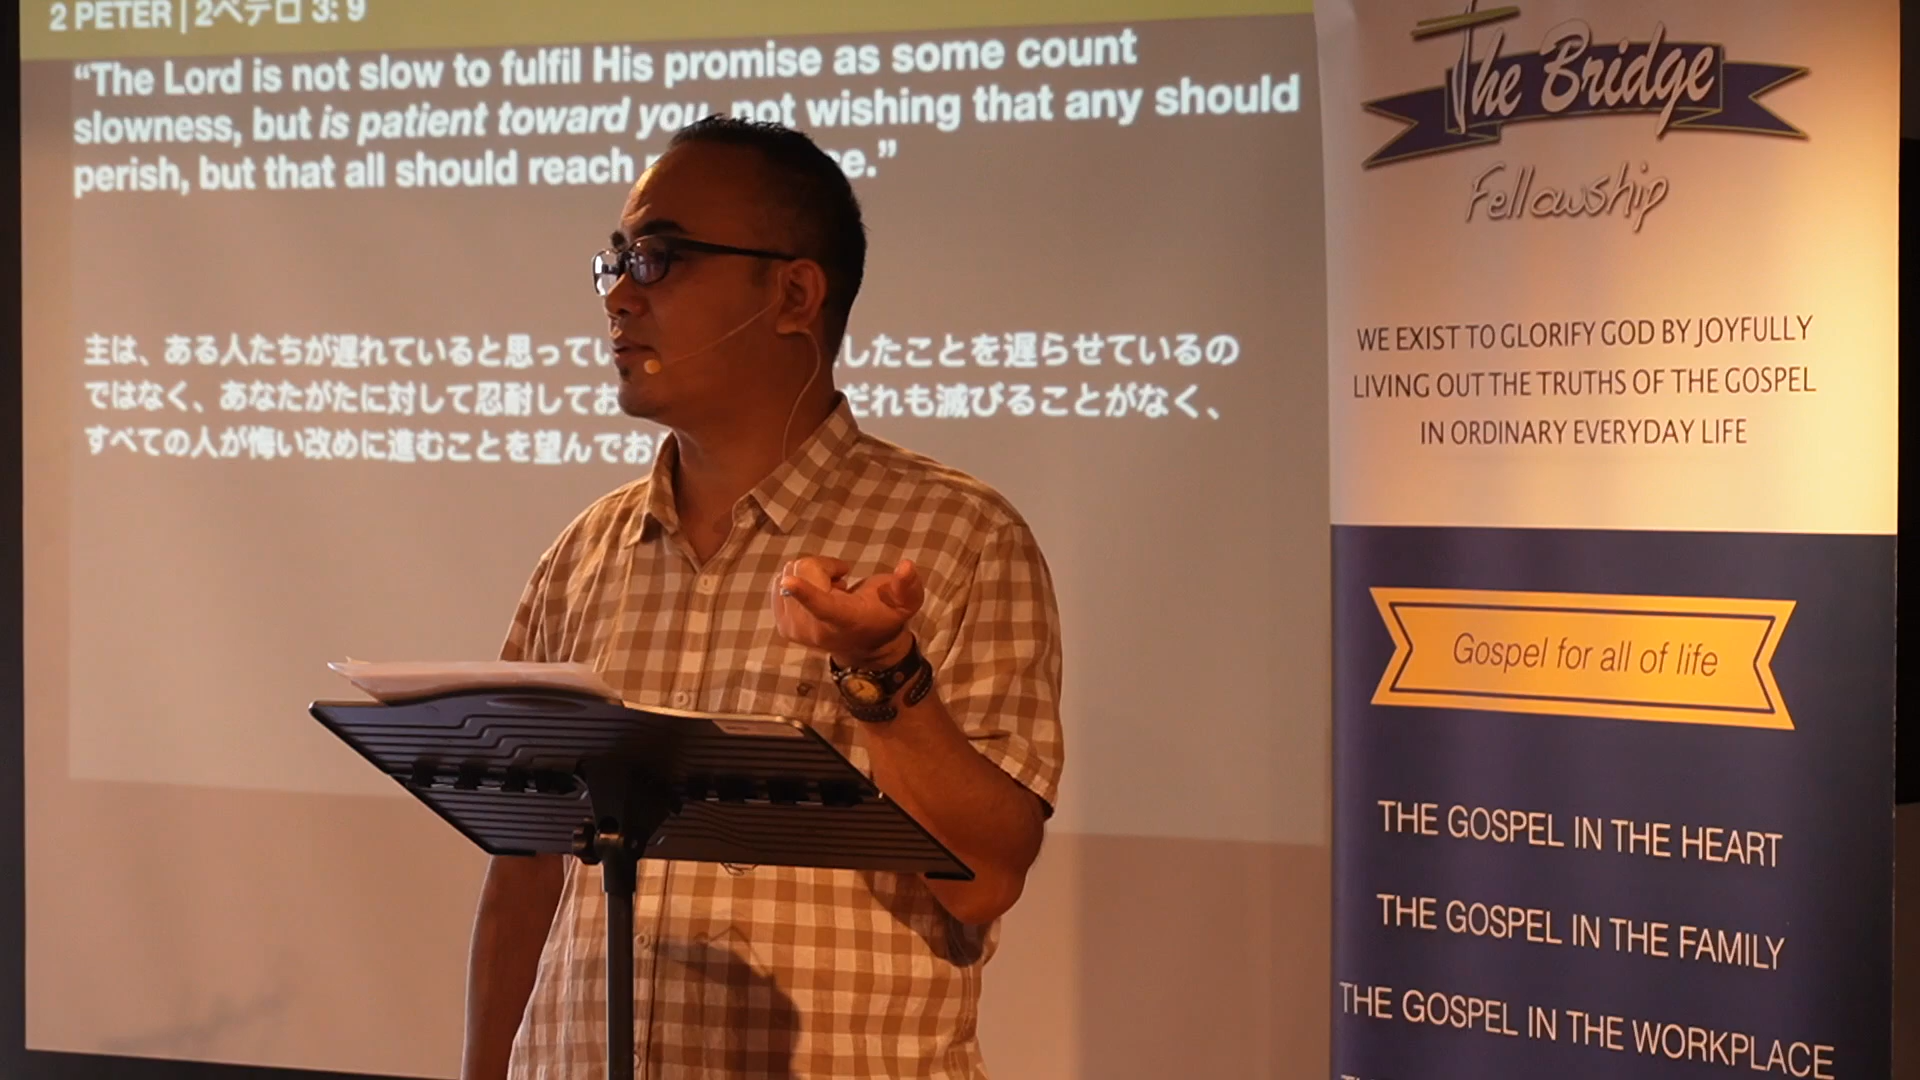 2 PETER | 2ペテロ 3: 9
“The Lord is not slow to fulfil His promise as some count
slowness, but is patient toward you, not wishing that any should
perish, but that all should reach
主は、ある人たちが遅れていると思ってい したことを遅らせているの
ではなく、あなたがたに対して忍耐してお だれも滅びることがなく、
すべての人が悔い改めに進むことを望んでお
The Bridge
Fellowship
WE EXIST TO GLORIFY GOD BY JOYFULLY
LIVING OUT THE TRUTHS OF THE GOSPEL
IN ORDINARY EVERYDAY LIFE
Gospel for all of life
THE GOSPEL IN THE HEART
THE GOSPEL IN THE FAMILY
THE GOSPEL IN THE WORKPLACE